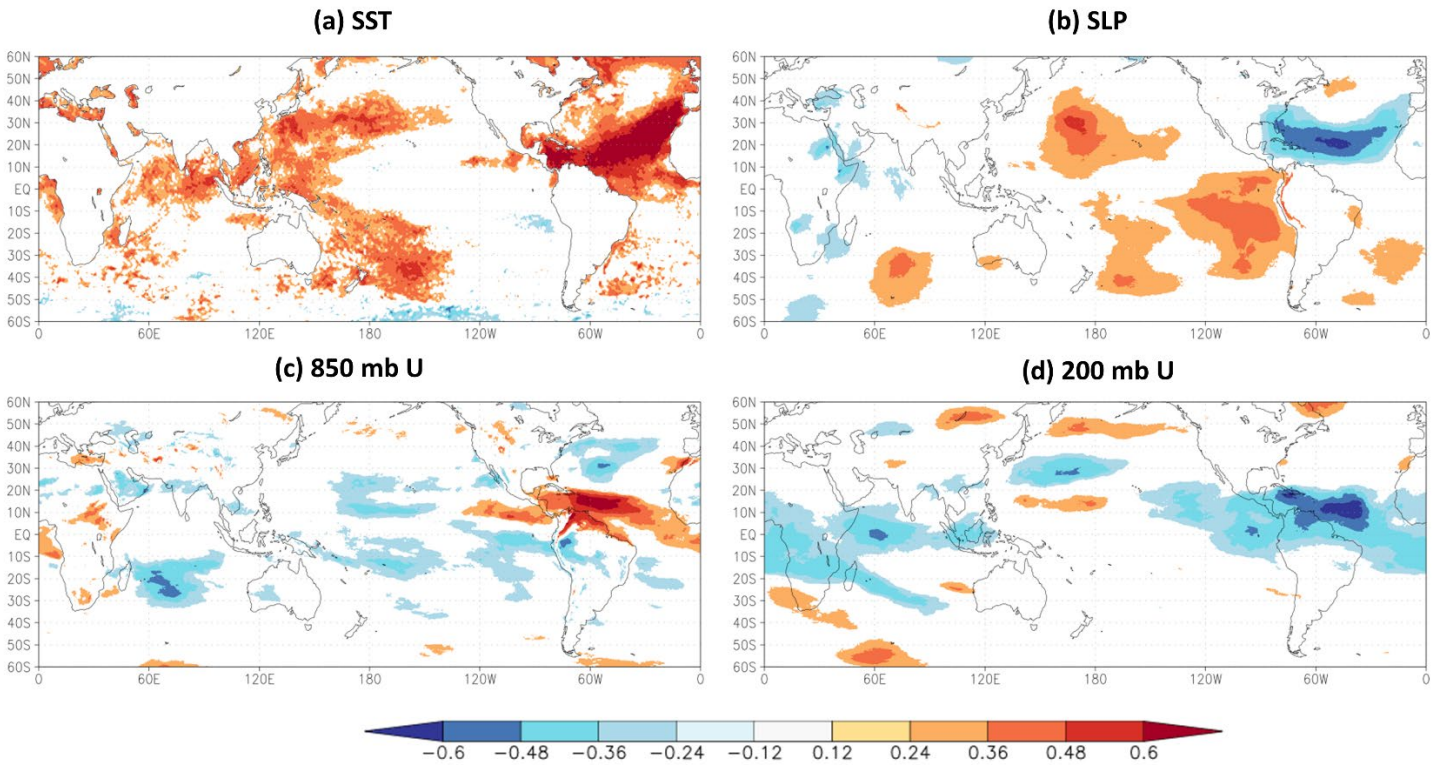 (a) SST
(b) SLP
60N
50N
40N
30N
20N
10N
EQ
10S
20S
30S
40S
50S
60S
0
60E
120E
180
120W
60W
0
60N
50N
40N
30N
20N
10N
EQ
10S
20S
30S
40S
50S
60S
0
60E
120E
180
120W
60W
0
(c) 850 mb U
(d) 200 mb U
60N
50N
40N
30N
20N
10N
EQ
10S
20S
30S
40S
50S
60S
0
60E
120E
180
120W
60W
0
60N
50N
40N
30N
20N
10N
EQ
10S
20S
30S
40S
50S
60S
0
60E
120E
180
120W
60W
0
−0.6 −0.48 −0.36 −0.24 −0.12 0.12 0.24 0.36 0.48 0.6